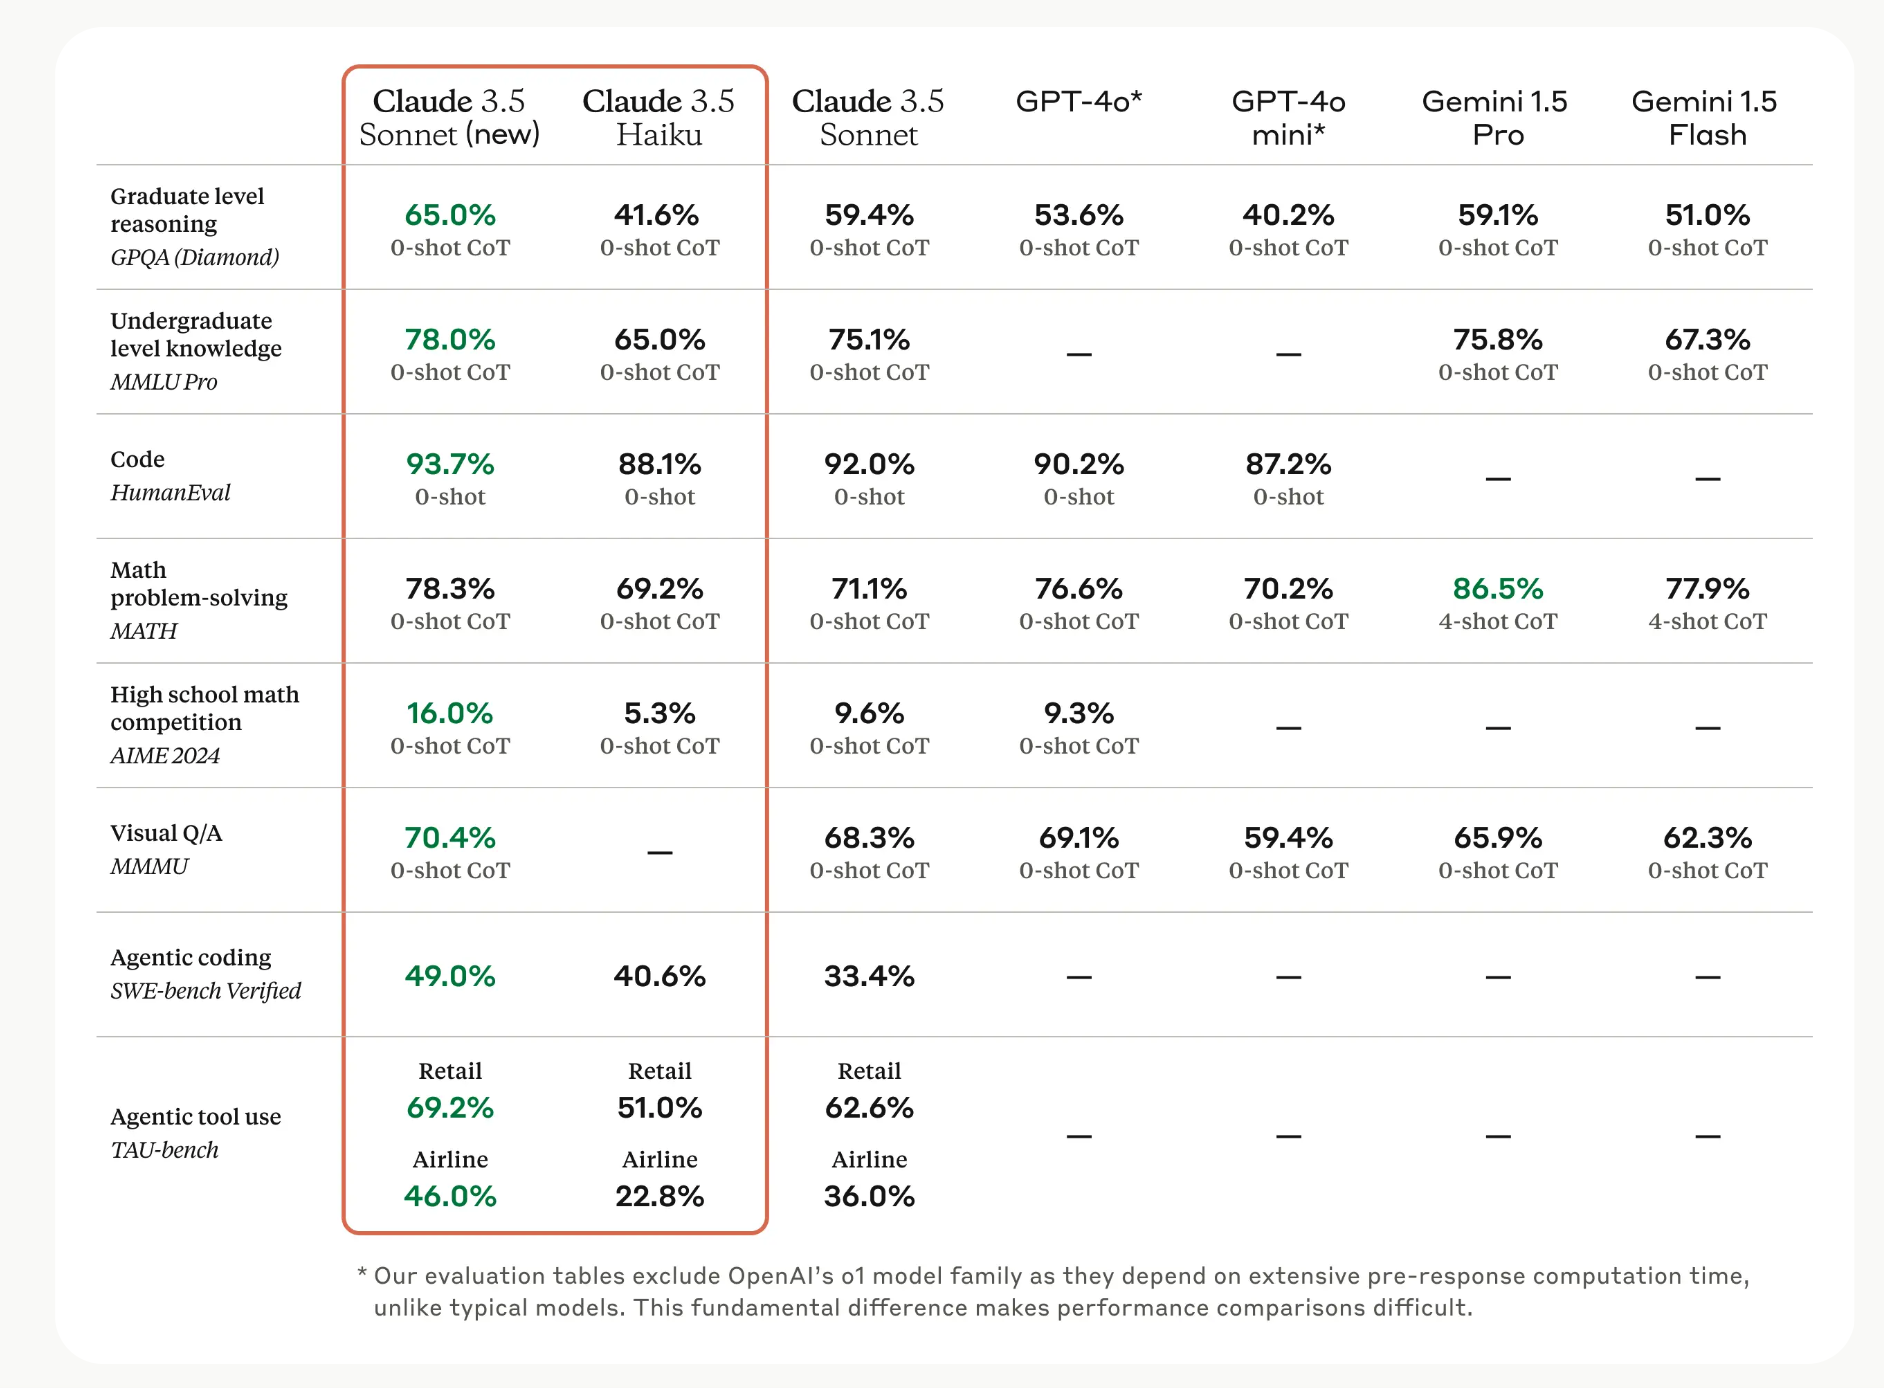 Claude 3.5 Sonnet (new)
Claude 3.5 Haiku
Claude 3.5 Sonnet
GPT-4o*
GPT-4o mini*
Gemini 1.5 Pro
Gemini 1.5 Flash
Graduate level
reasoning
GPQA (Diamond)
65.0% 41.6% 59.4% 53.6% 40.2% 59.1% 51.0%
0-shot CoT 0-shot CoT 0-shot CoT 0-shot CoT 0-shot CoT 0-shot CoT 0-shot CoT
Undergraduate
level knowledge
MMLU Pro
78.0% 65.0% 75.1% — — 75.8% 67.3%
0-shot CoT 0-shot CoT 0-shot CoT 0-shot CoT 0-shot CoT
Code
HumanEval
93.7% 88.1% 92.0% 90.2% 87.2% — —
0-shot 0-shot 0-shot 0-shot 0-shot
Math
problem-solving
MATH
78.3% 69.2% 71.1% 76.6% 70.2% 86.5% 77.9%
0-shot CoT 0-shot CoT 0-shot CoT 0-shot CoT 0-shot CoT 4-shot CoT 4-shot CoT
High school math
competition
AIME 2024
16.0% 5.3% 9.6% 9.3% — — —
0-shot CoT 0-shot CoT 0-shot CoT 0-shot CoT
Visual Q/A
MMMU
70.4% — 68.3% 69.1% 59.4% 65.9% 62.3%
0-shot CoT 0-shot CoT 0-shot CoT 0-shot CoT 0-shot CoT 0-shot CoT
Agentic coding
SWE-bench Verified
49.0% 40.6% 33.4% — — — —
Agentic tool use
TAU-bench
Retail Retail Retail
69.2% 51.0% 62.6%
— — — —
Airline Airline Airline
46.0% 22.8% 36.0%
* Our evaluation tables exclude OpenAI’s o1 model family as they depend on extensive pre-response computation time,
unlike typical models. This fundamental difference makes performance comparisons difficult.